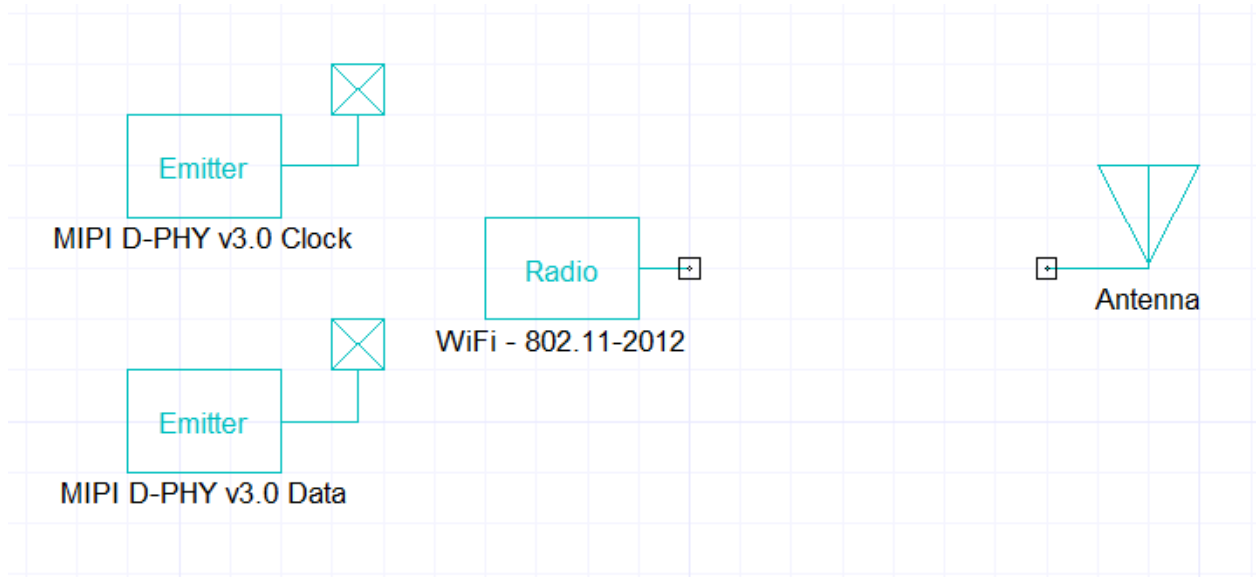 Emitter
MIPI D-PHY v3.0 Clock
Radio
WiFi - 802.11-2012
Antenna
Emitter
MIPI D-PHY v3.0 Data